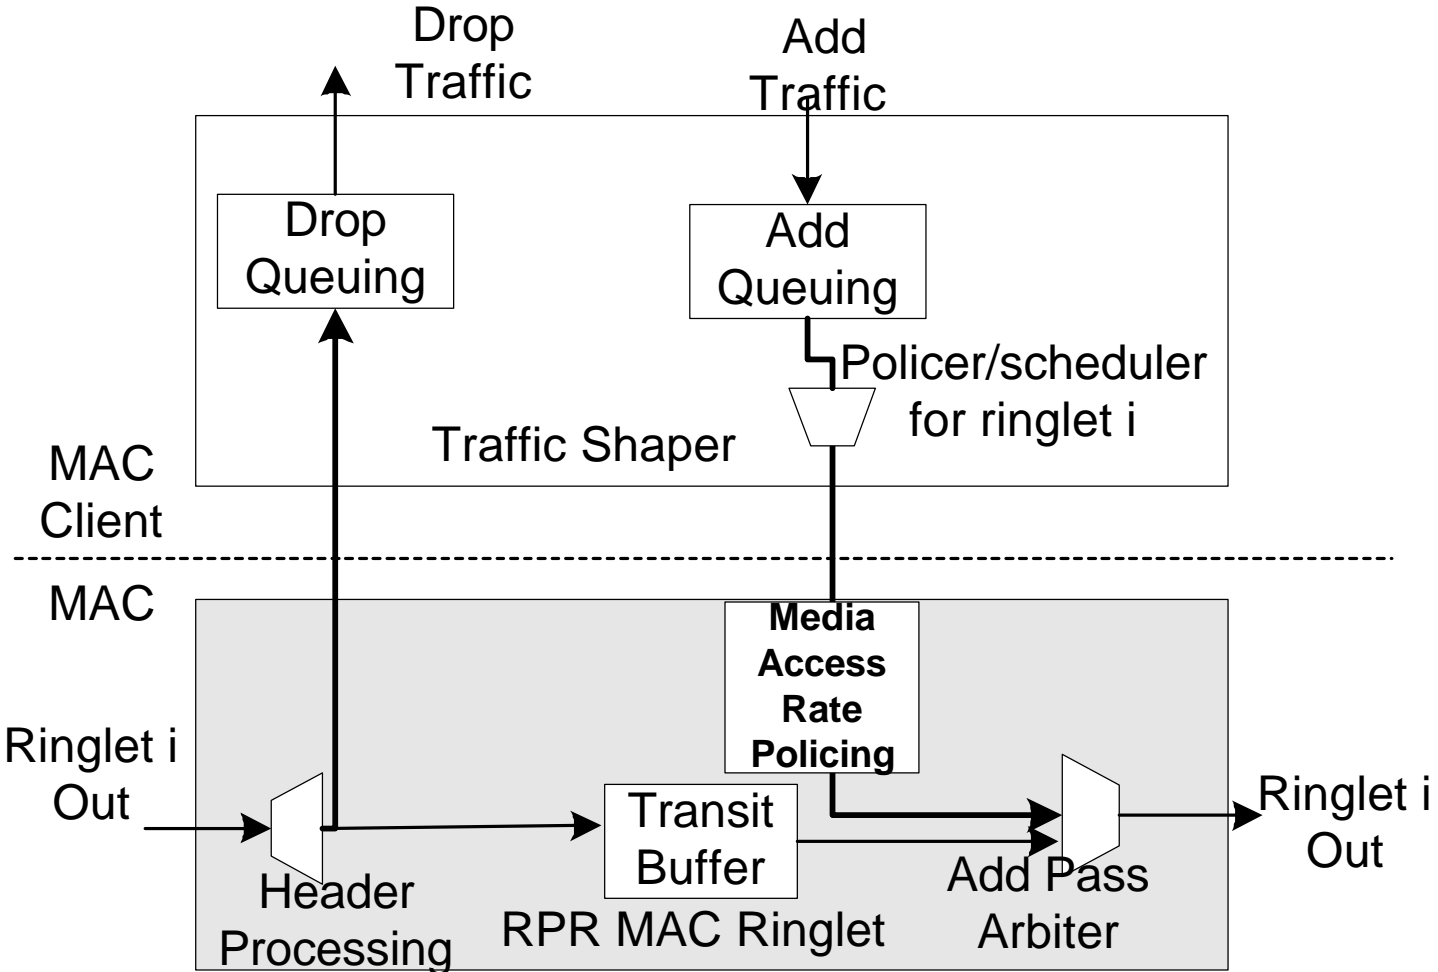 Drop
Traffic
Add
Traffic
Drop
Queuing
Add
Queuing
Policer/scheduler
for ringlet i
Traffic Shaper
MAC
Client
MAC
Media
Access
Rate
Policing
Ringlet i
Out
Transit
Buffer
Ringlet i
Out
Header
Processing
RPR MAC Ringlet
Add Pass
Arbiter